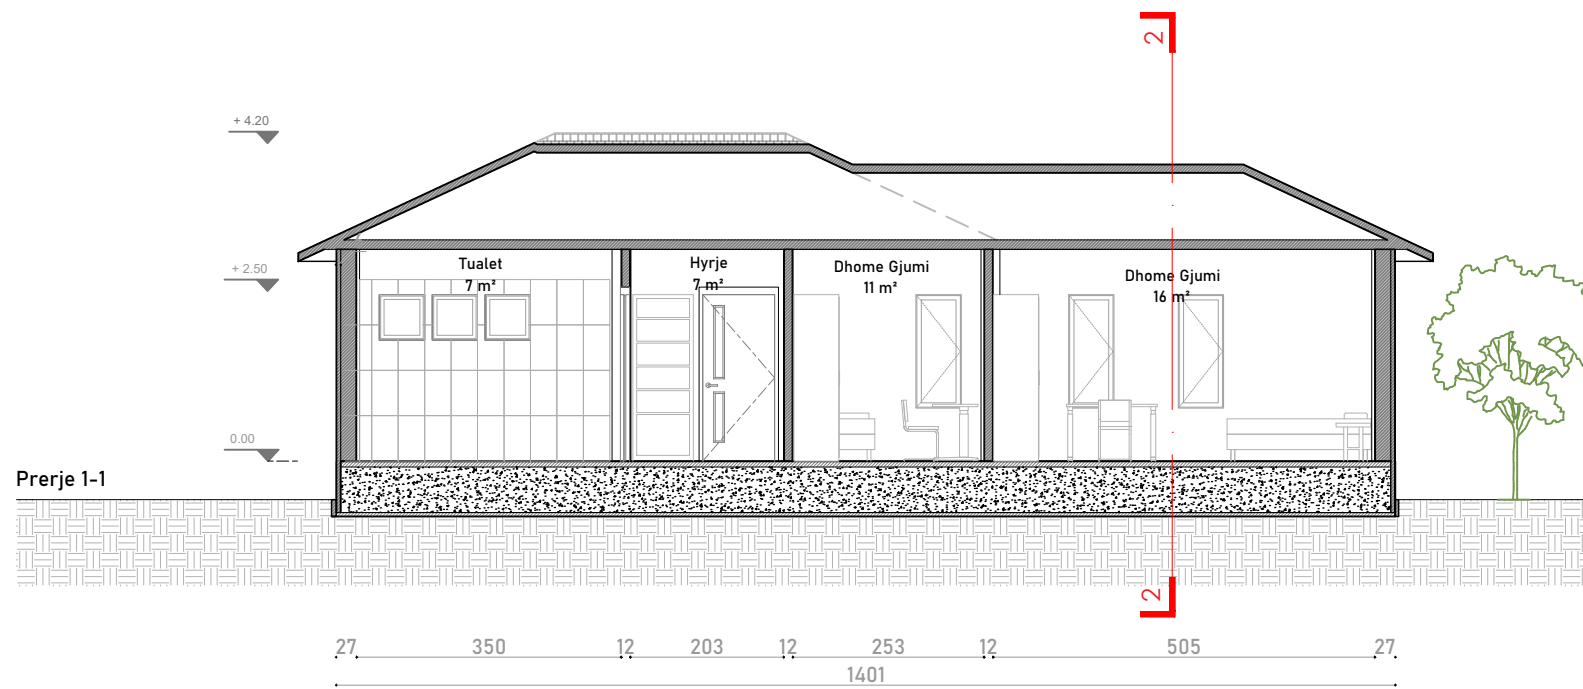 2
+ 4.20
+ 2.50
Tualet
7 m²
Hyrje
7 m²
Dhome Gjumi
11 m²
Dhome Gjumi
16 m²
0.00
Prerje 1-1
2
27 350 12 203 12 253 12 505 27
1401